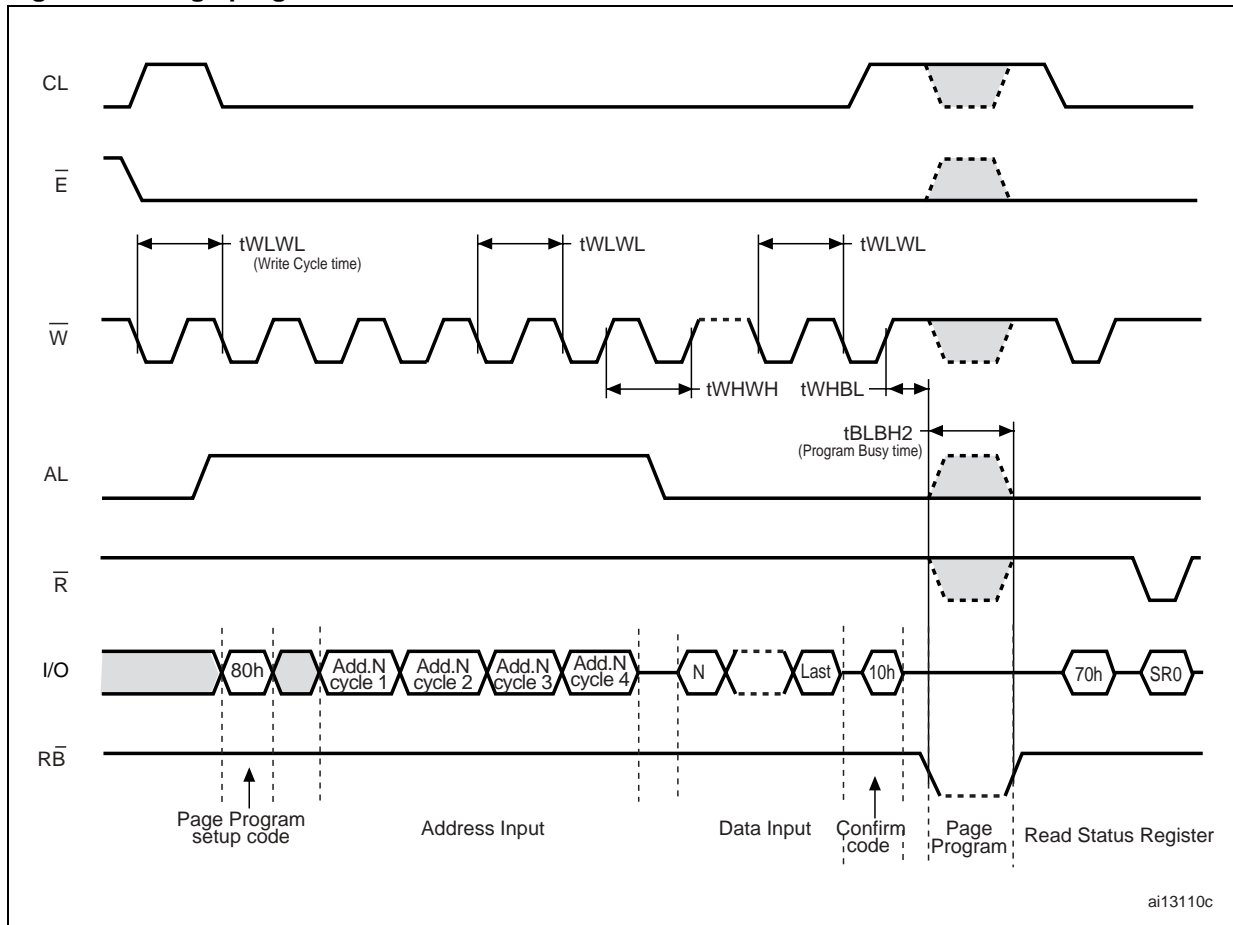 CL
E
tWLWL
(Write Cycle time)
tWLWL
tWLWL
W
tWHWH
tWHBL
tBLBH2
(Program Busy time)
AL
R
I/O
80h
Add.N
cycle 1
Add.N
cycle 2
Add.N
cycle 3
Add.N
cycle 4
N
Last
10h
70h
SR0
RB
Page Program
setup code
Address Input
Data Input
Confirm
code
Page
Program
Read Status Register
ai13110c